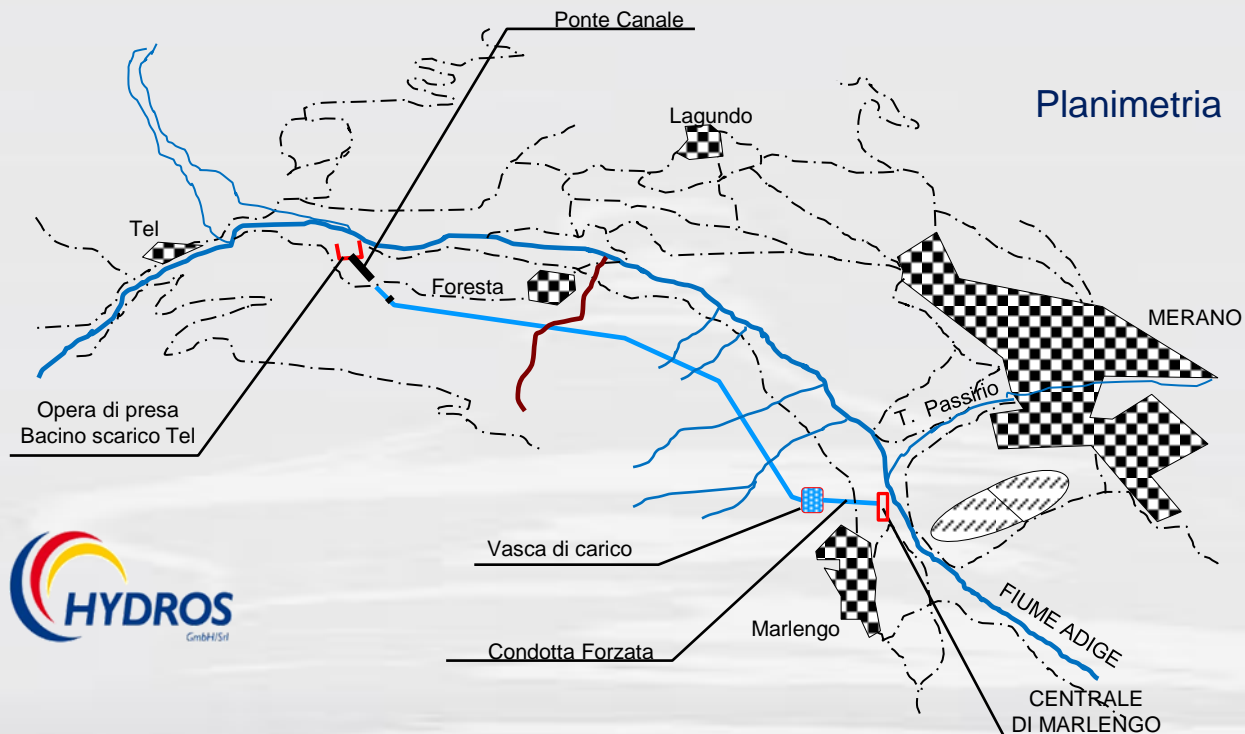 Ponte Canale
Planimetria
Lagundo
Tel
Foresta
MERANO
T. Passirio
Opera di presa
Bacino scarico Tel
Vasca di carico
HYDROS
GmbH/Srl
FIUME ADIGE
Marlengo
Condotta Forzata
CENTRALE
DI MARLENGO